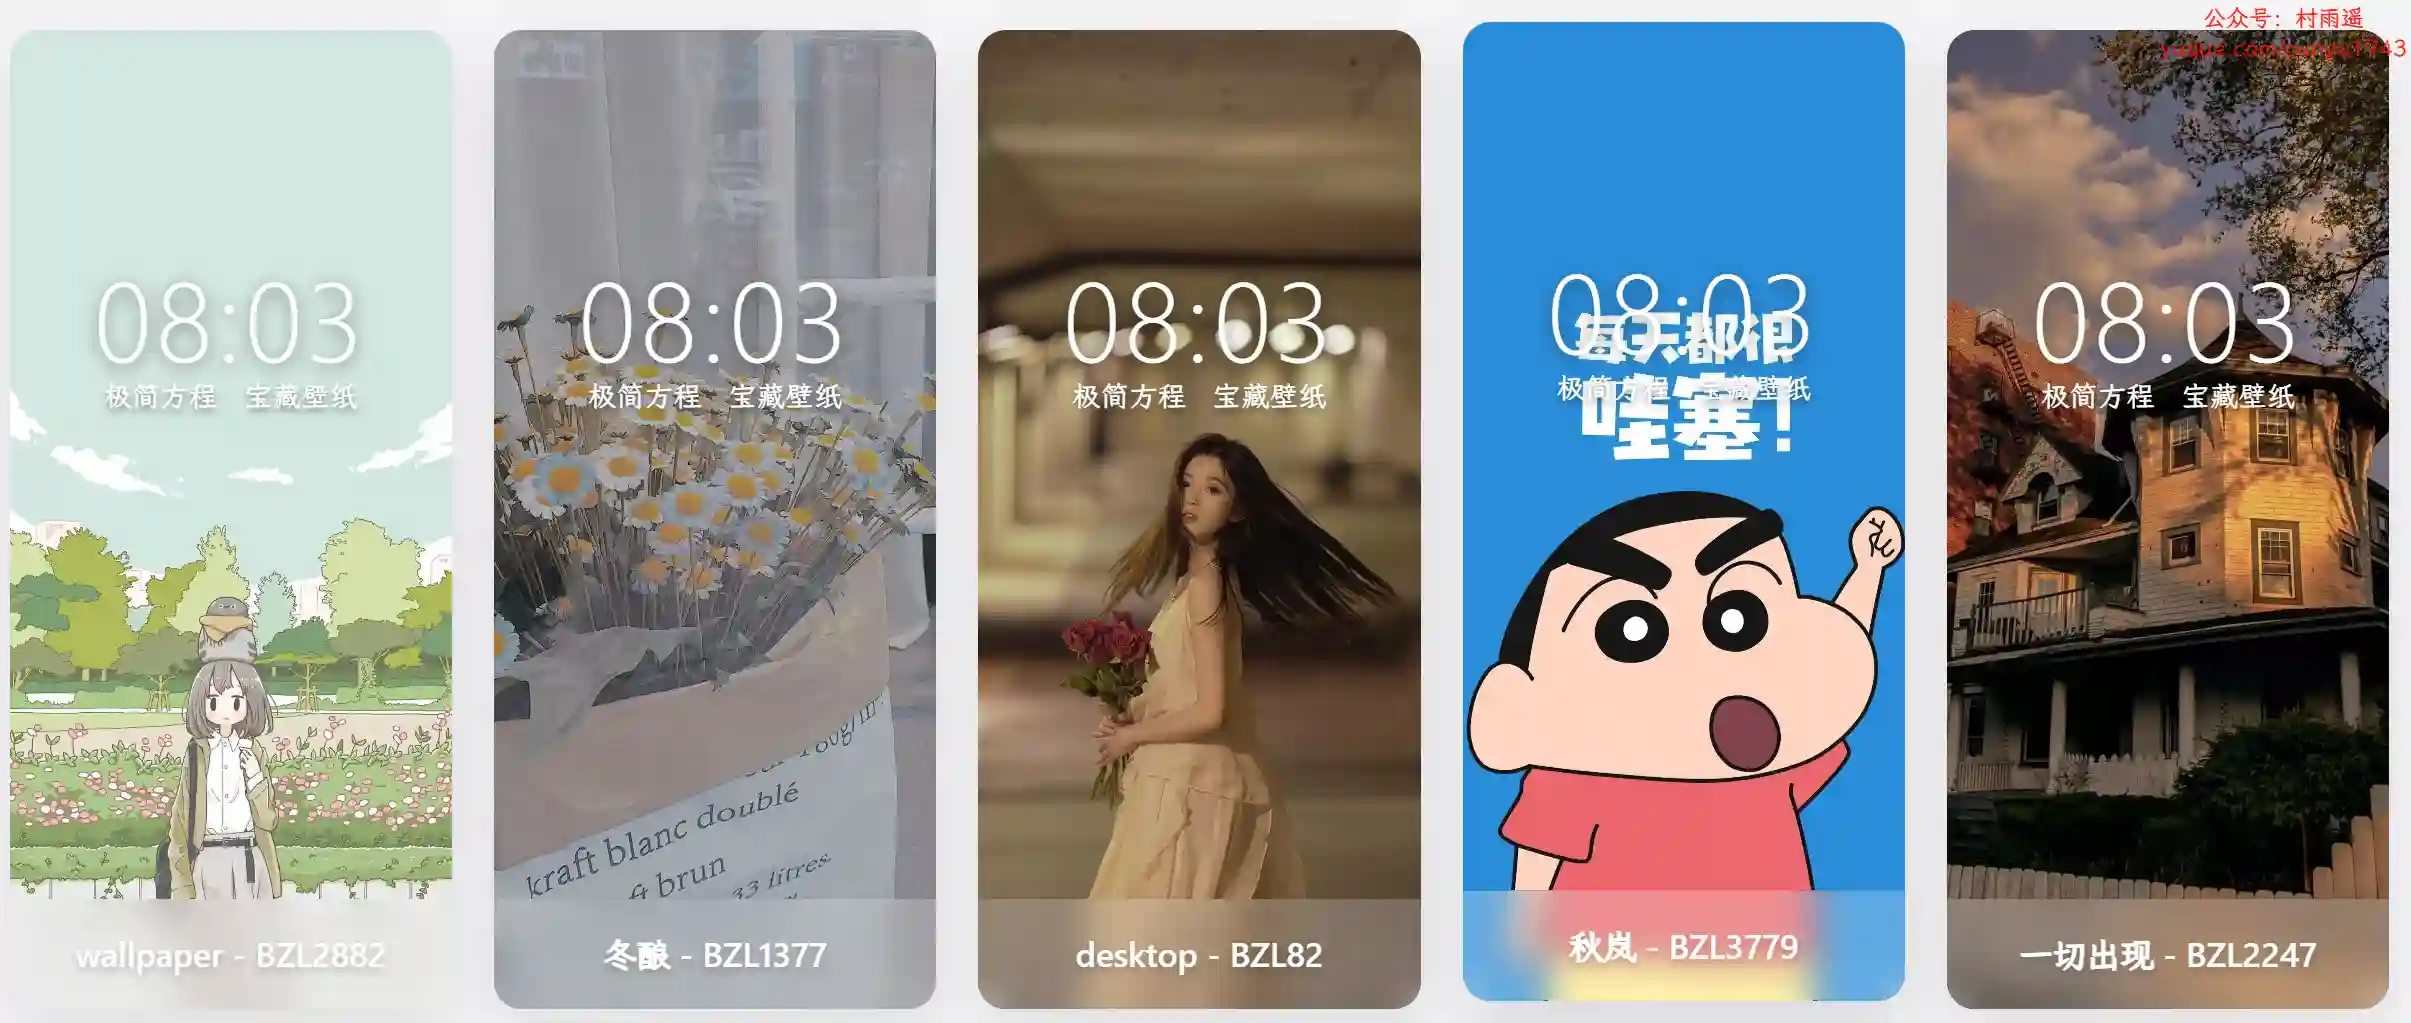 公众号：村雨遥
yuque.com/cunyu1943
08:03
极简方程 宝藏壁纸
wallpaper - BZL2882
08:03
极简方程 宝藏壁纸
180g/m²
kraft blanc doublé
ft brun
33 litres
冬酿 - BZL1377
08:03
极简方程 宝藏壁纸
desktop - BZL82
08:03
每天都很
极简方程 宝藏壁纸
哇塞!
秋岚 - BZL3779
08:03
极简方程 宝藏壁纸
一切出现 - BZL2247